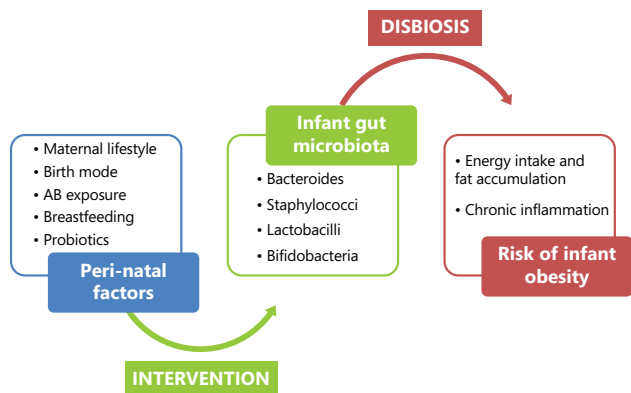 DISBIOSIS
• Maternal lifestyle
• Birth mode
• AB exposure
• Breastfeeding
• Probiotics
Peri-natal
factors
Infant gut
microbiota
• Bacteroides
• Staphylococci
• Lactobacilli
• Bifidobacteria
• Energy intake and
fat accumulation
• Chronic inflammation
Risk of infant
obesity
INTERVENTION